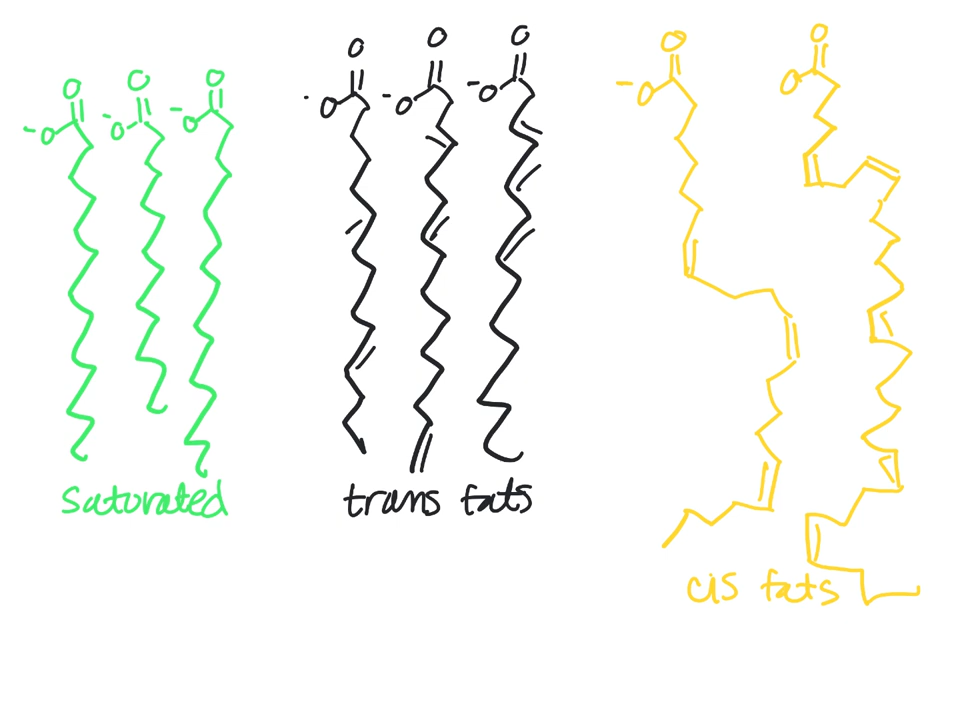 O O O
-O -O -O
saturated
O O O
-O -O -O
trans fats
O O
-O O
cis fats